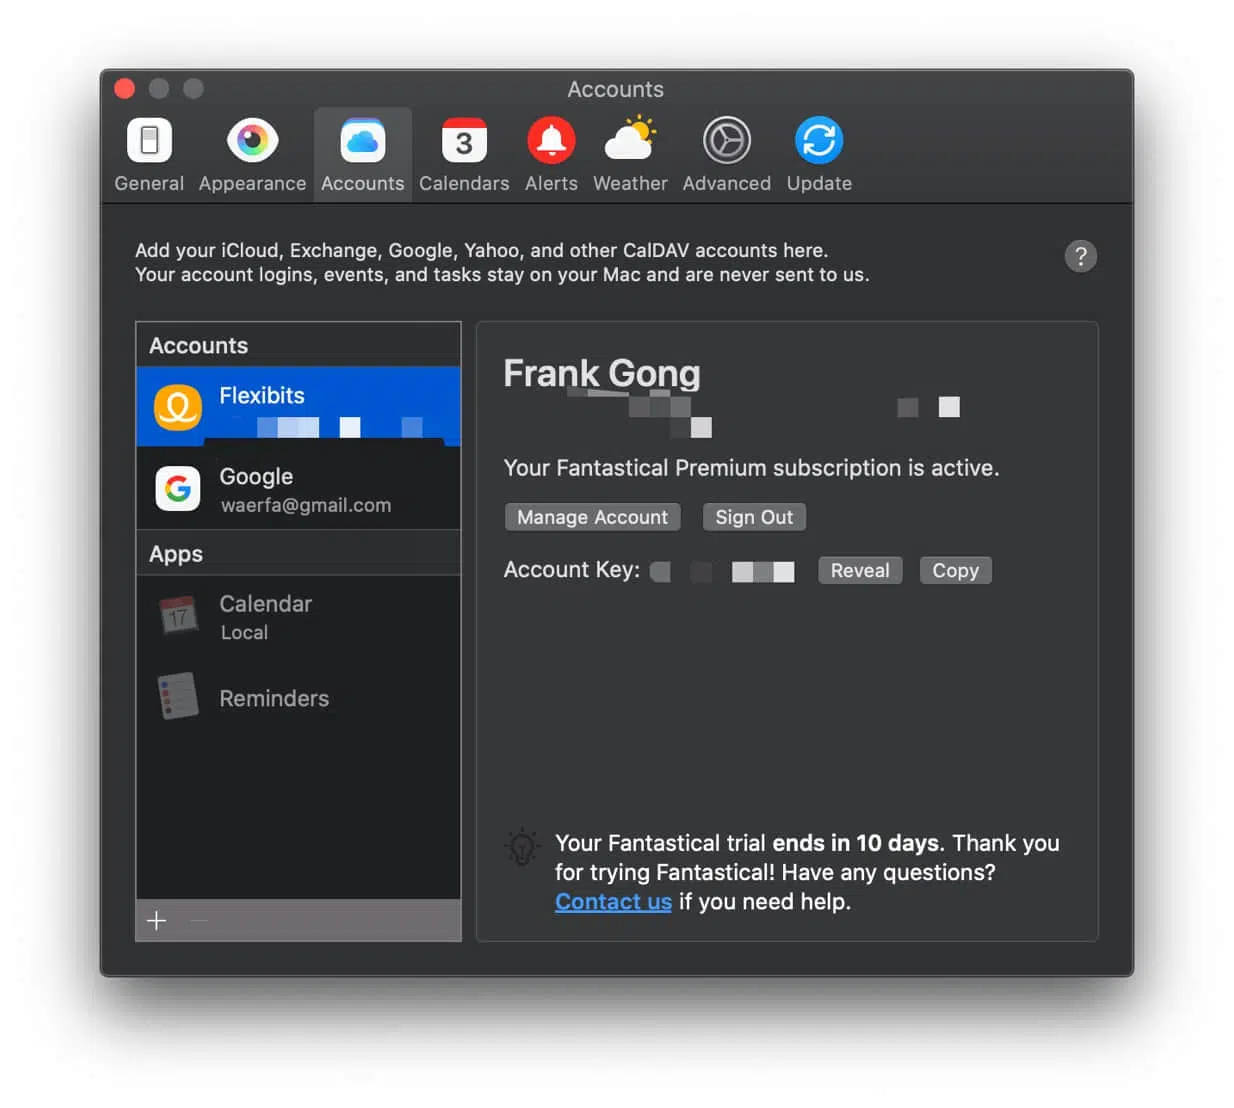 Accounts
General Appearance Accounts 3 Calendars Alerts Weather Advanced Update
Add your iCloud, Exchange, Google, Yahoo, and other CalDAV accounts here.
Your account logins, events, and tasks stay on your Mac and are never sent to us.
?
Accounts
Flexibits
G Google
waerfa@gmail.com
Apps
17 Calendar
Local
Reminders
Frank Gong
Your Fantastical Premium subscription is active.
Manage Account Sign Out
Account Key: Reveal Copy
Your Fantastical trial ends in 10 days. Thank you
for trying Fantastical! Have any questions?
Contact us if you need help.